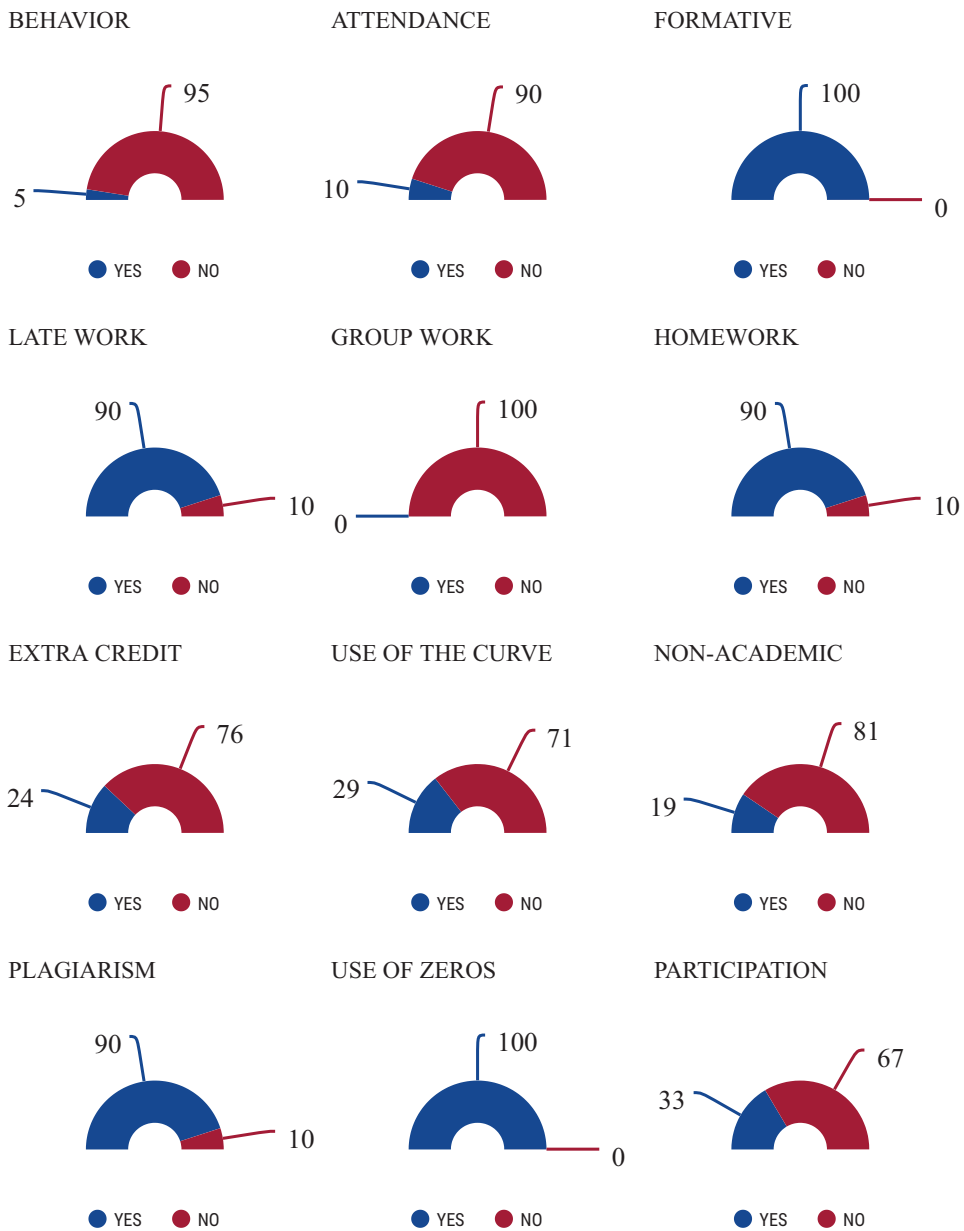 BEHAVIOR
95
5
YES NO
ATTENDANCE
90
10
YES NO
FORMATIVE
100
0
YES NO
LATE WORK
90
10
YES NO
GROUP WORK
100
0
YES NO
HOMEWORK
90
10
YES NO
EXTRA CREDIT
76
24
YES NO
USE OF THE CURVE
71
29
YES NO
NON-ACADEMIC
81
19
YES NO
PLAGIARISM
90
10
YES NO
USE OF ZEROS
100
0
YES NO
PARTICIPATION
67
33
YES NO